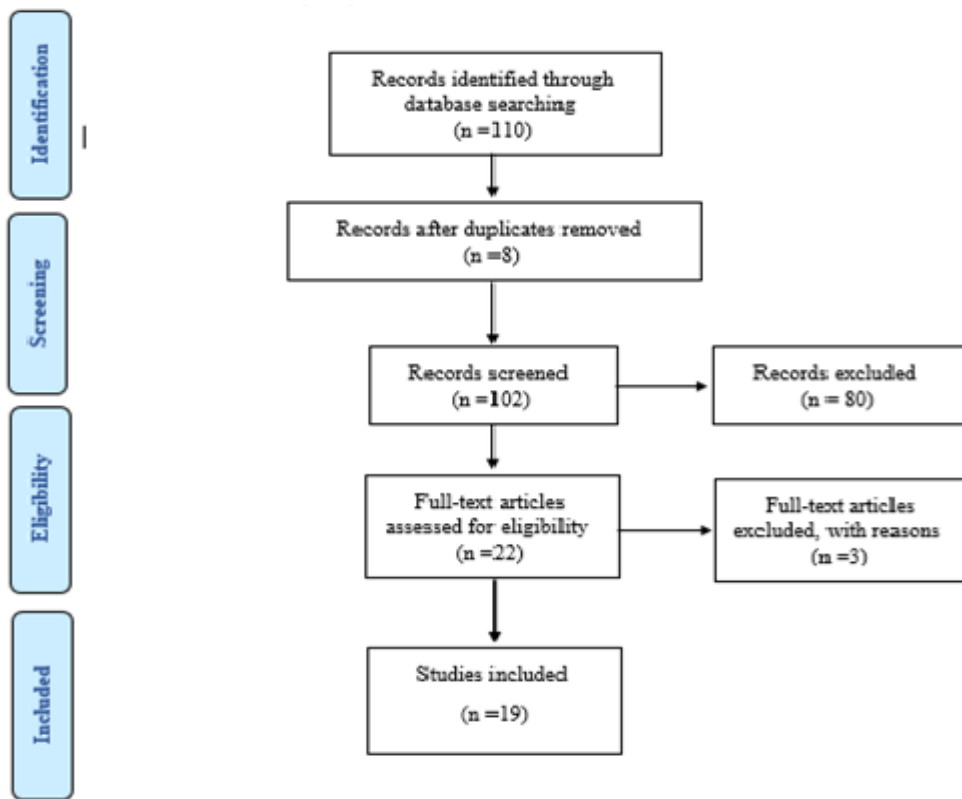 Identification
Records identified through
database searching
(n =110)
Records after duplicates removed
(n =8)
Screening
Records screened
(n =102)
Records excluded
(n = 80)
Eligibility
Full-text articles
assessed for eligibility
(n =22)
Full-text articles
excluded, with reasons
(n =3)
Included
Studies included
(n =19)